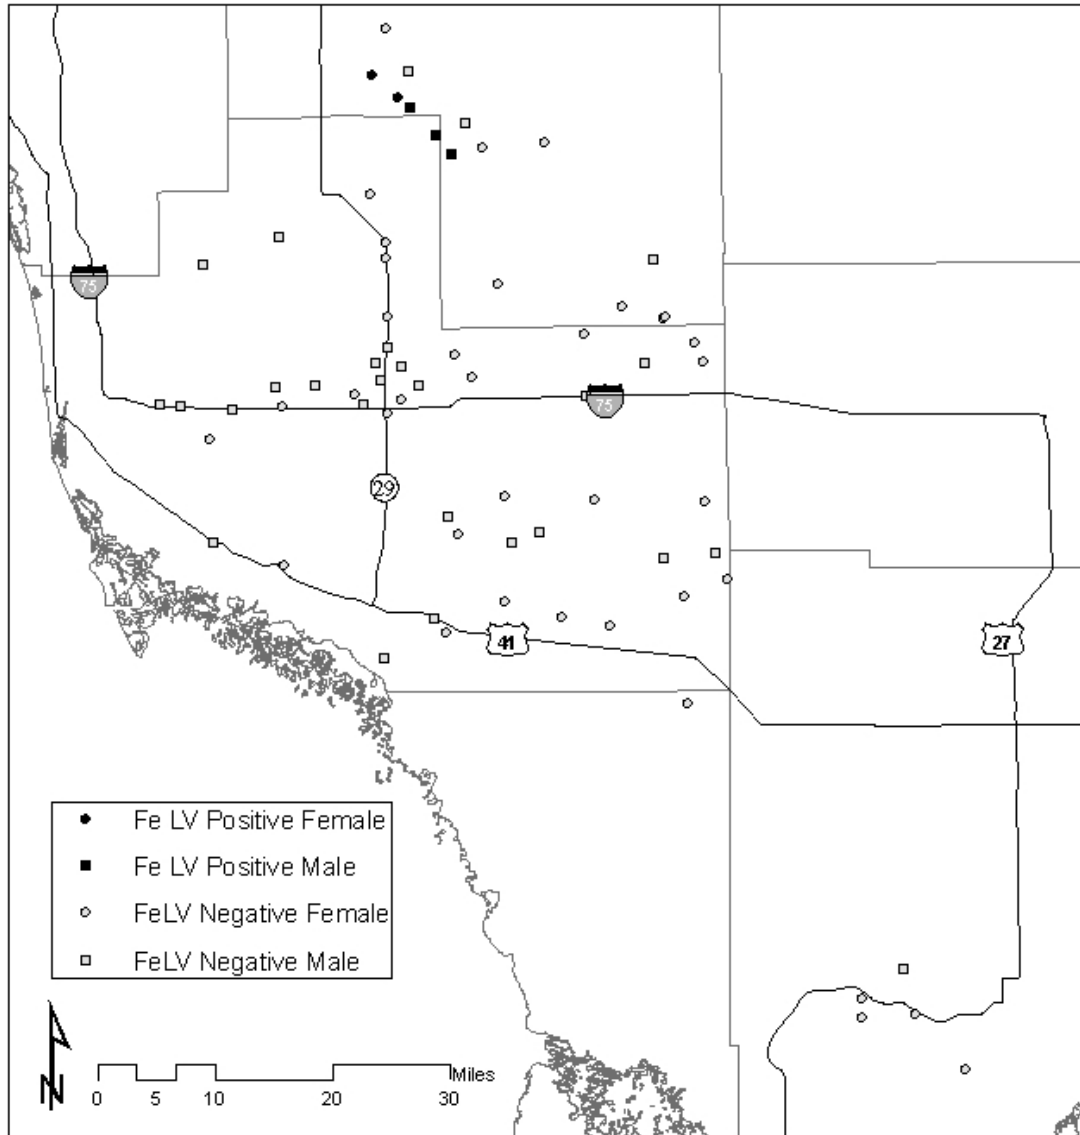 75
75
29
41
27
Fe LV Positive Female
Fe LV Positive Male
FeLV Negative Female
FeLV Negative Male
N
Miles
0 5 10 20 30